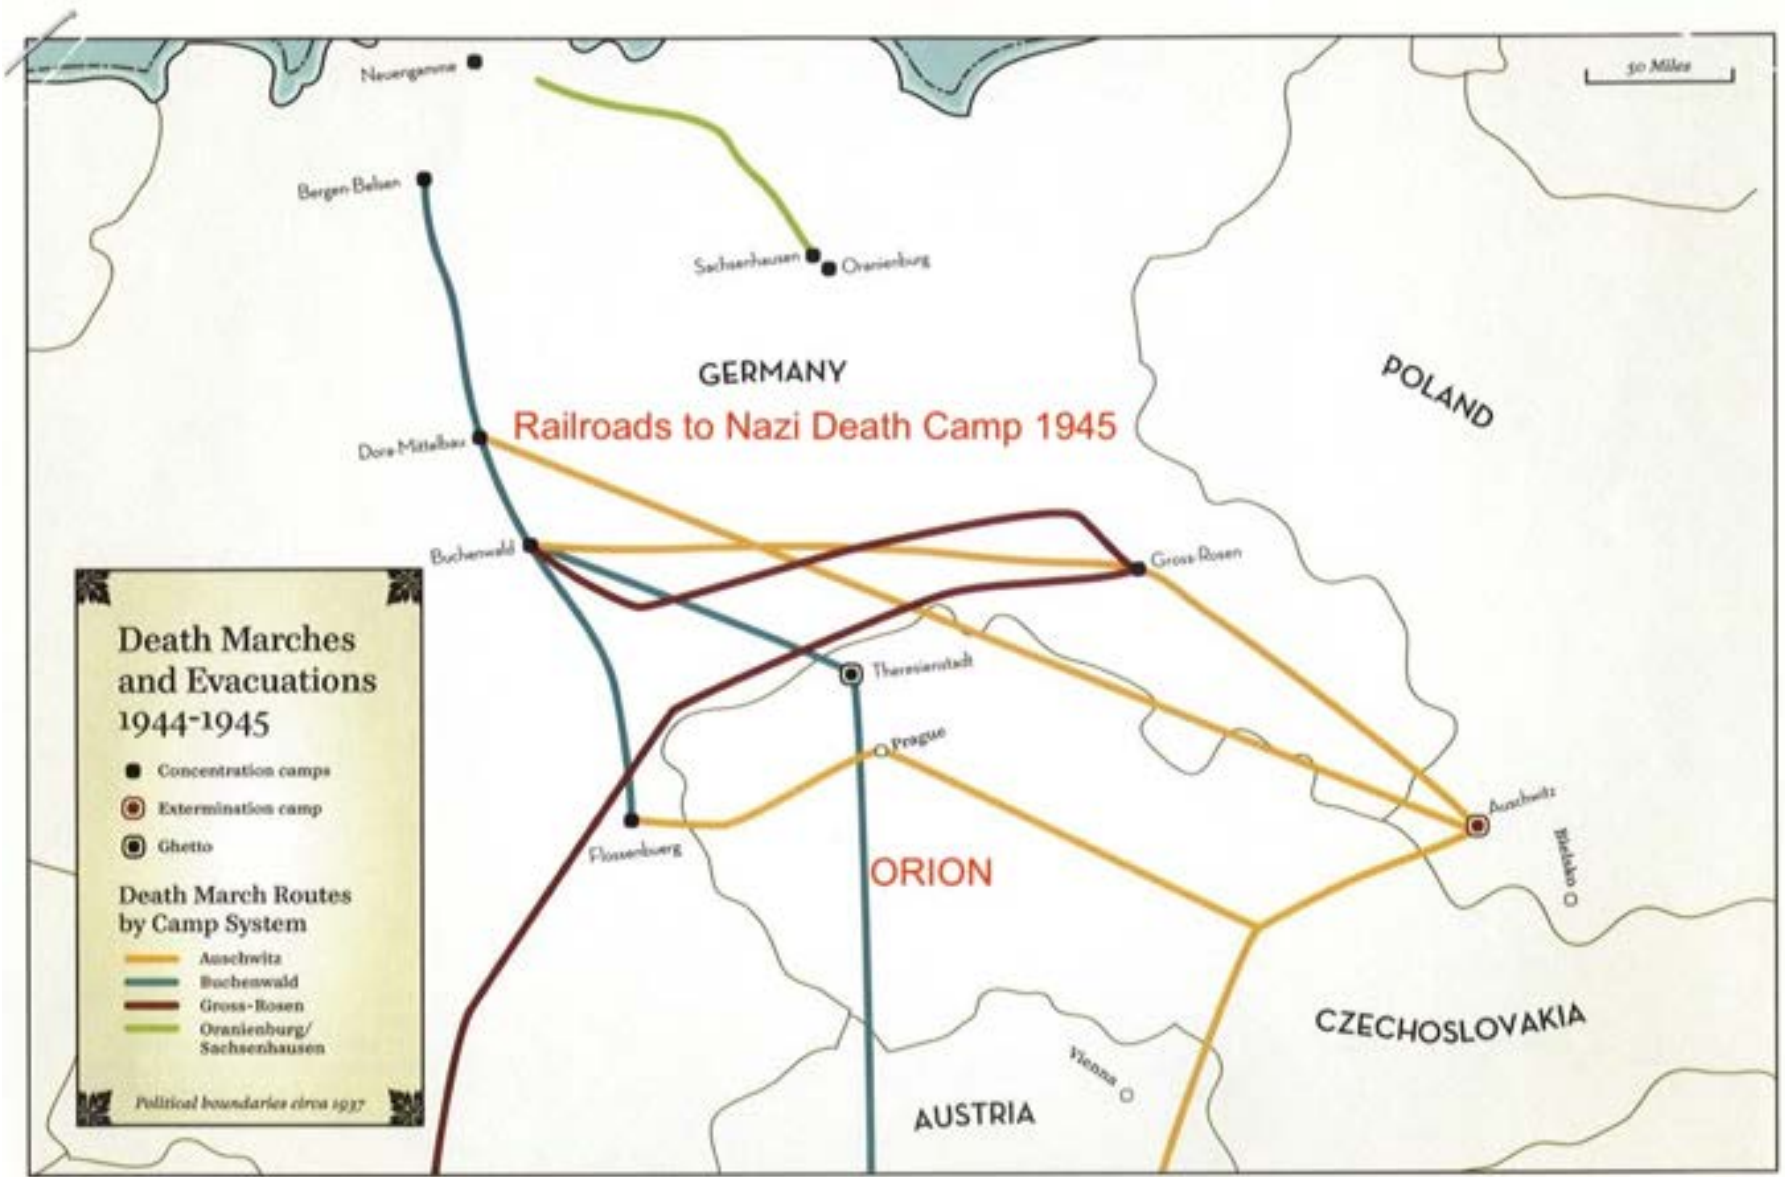 Neuengamme
50 Miles
Bergen-Belsen
Sachsenhausen
Oranienburg
GERMANY
POLAND
Railroads to Nazi Death Camp 1945
Dora-Mittelbau
Buchenwald
Gross-Rosen
Theresienstadt
Prague
Auschwitz
Bielsko
Flossenbuerg
ORION
CZECHOSLOVAKIA
Vienna
AUSTRIA
Death Marches
and Evacuations
1944-1945
Concentration camps
Extermination camp
Ghetto
Death March Routes
by Camp System
Auschwitz
Buchenwald
Gross-Rosen
Oranienburg/
Sachsenhausen
Political boundaries circa 1937